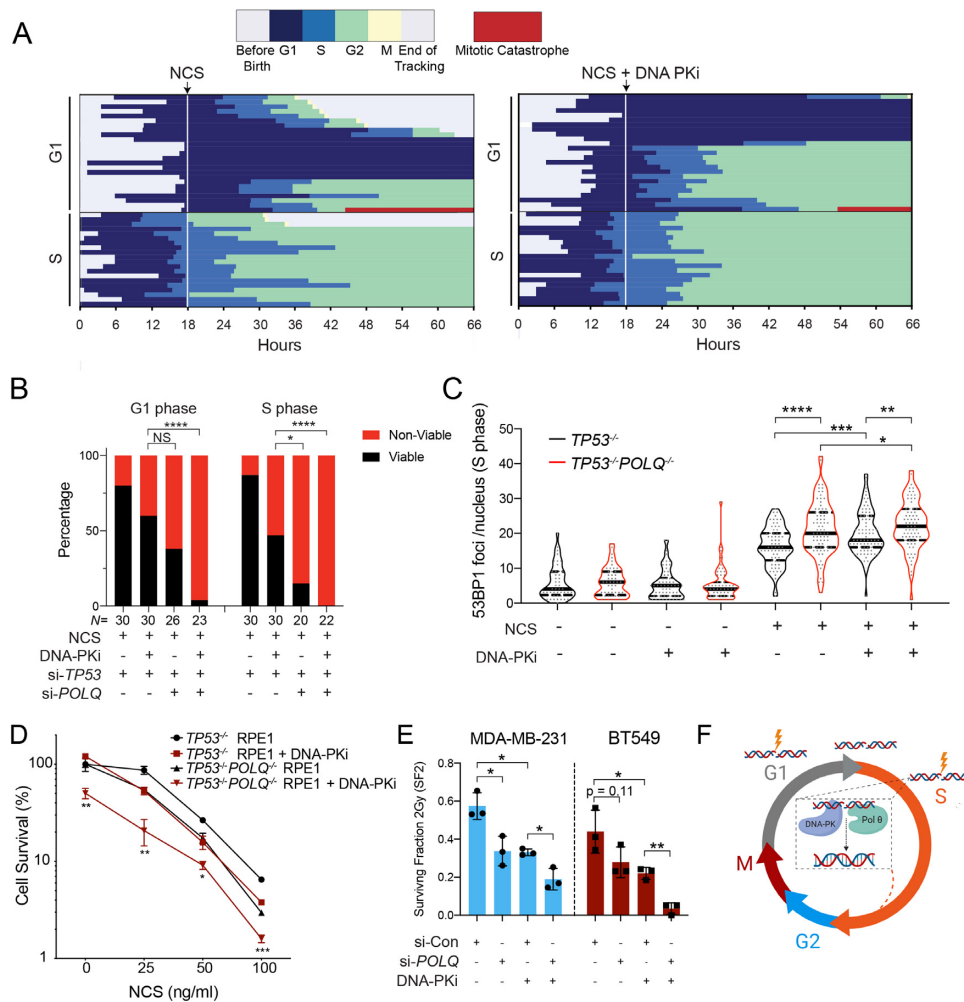 A
Before Birth
G1
S
G2
M
End of Tracking
Mitotic Catastrophe
NCS
NCS + DNA PKi
G1
S
0 6 12 18 24 30 36 42 48 54 60 66
Hours
G1
S
0 6 12 18 24 30 36 42 48 54 60 66
Hours
B
G1 phase
S phase
****
NS
****
*
Non-Viable
Viable
Percentage
100
50
0
N= 30 30 26 23 30 30 20 22
NCS + + + + + + + +
DNA-PKi - + - + - + - +
si-TP53 + + + + + + + +
si-POLQ - - + + - - + +
C
TP53-/-
TP53-/-POLQ-/-
**** **
***
*
53BP1 foci /nucleus (S phase)
50
40
30
20
10
0
NCS - - - - + + + +
DNA-PKi - - + + - - + +
D
TP53-/- RPE1
TP53-/- RPE1 + DNA-PKi
TP53-/-POLQ-/- RPE1
TP53-/-POLQ-/- RPE1 + DNA-PKi
Cell Survival (%)
100
10
1
**
**
*
***
0 25 50 100
NCS (ng/ml)
E
MDA-MB-231
BT549
Survivng Fraction 2Gy (SF2)
0.8
0.6
0.4
0.2
0.0
*
*
*
*
p = 0.11
**
si-Con + - + - + - + -
si-POLQ - + - + - + - +
DNA-PKi - - + + - - + +
F
G1
S
DNA-PK
Pol θ
M
G2